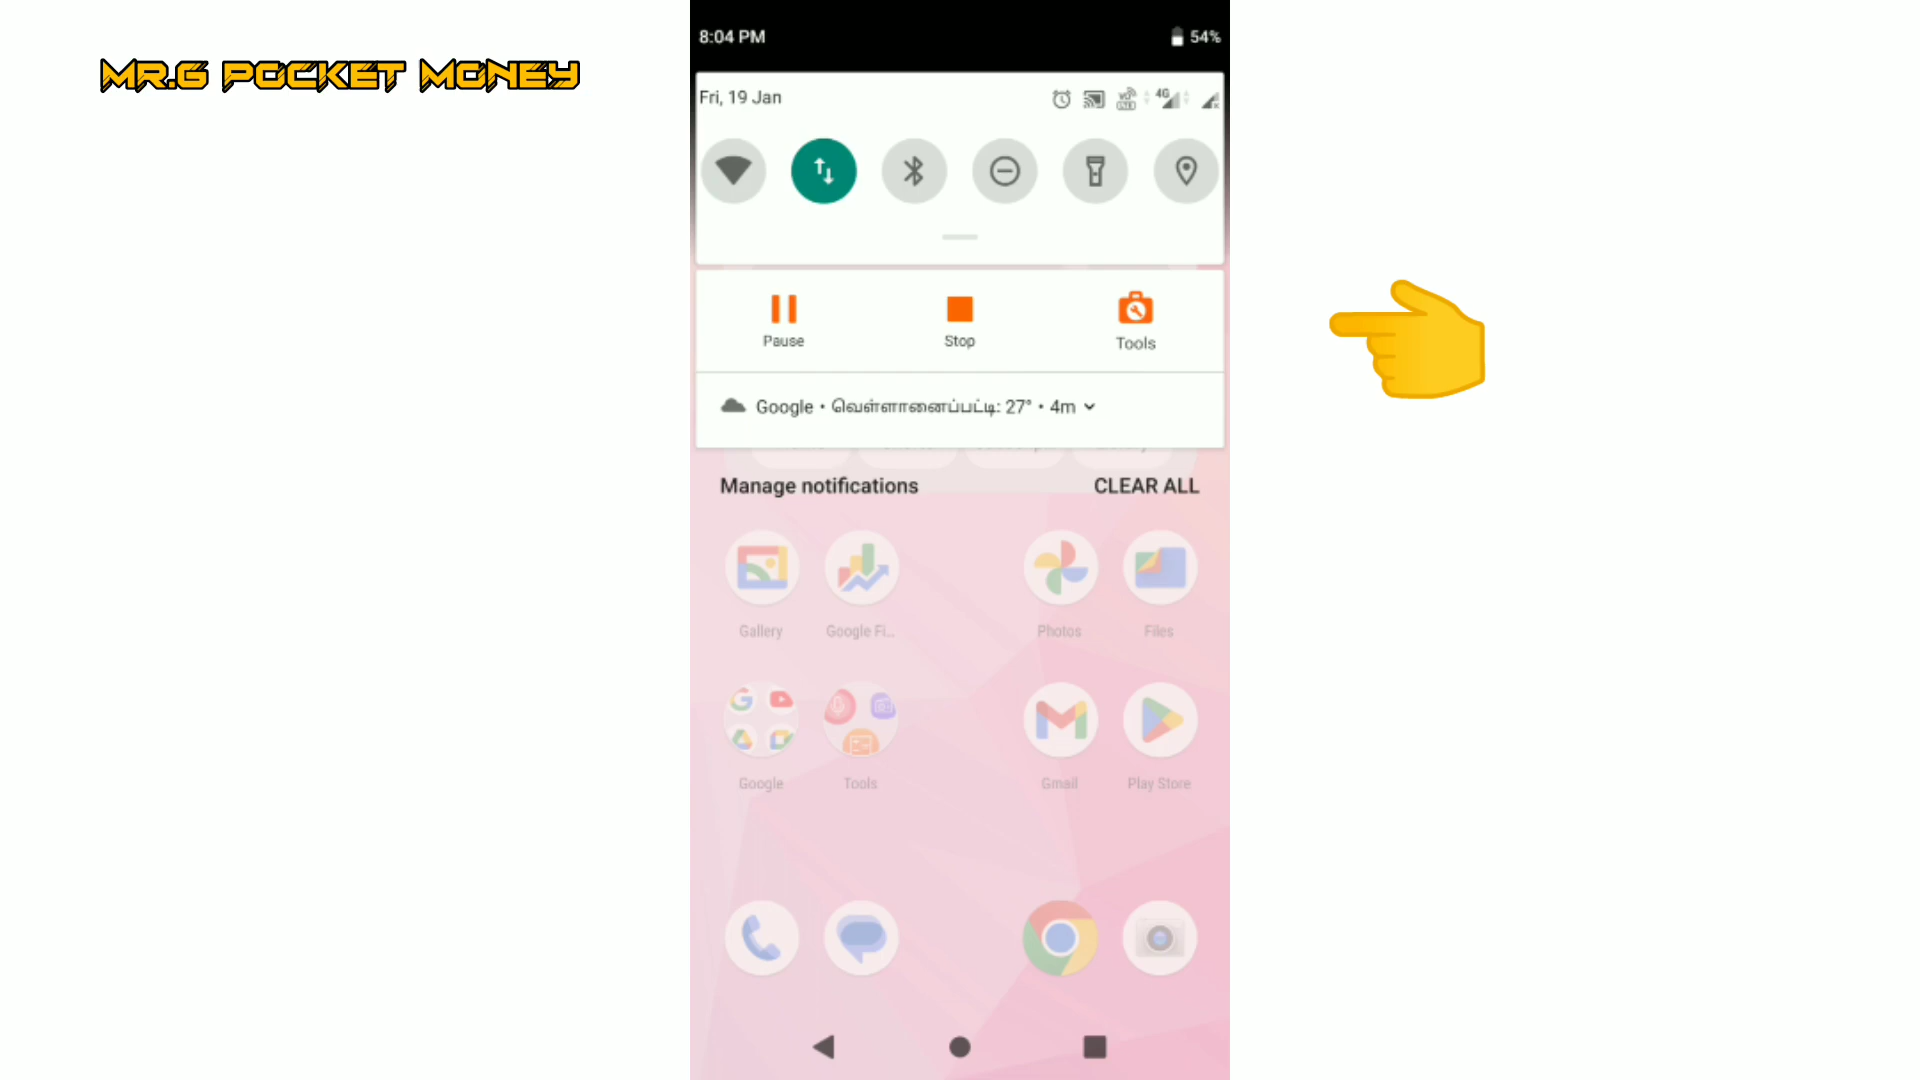 MR.G POCKET MONEY
8:04 PM 54%
Fri, 19 Jan 4G
Pause Stop Tools
Google • வெள்ளானைப்பட்டி: 27° • 4m
Manage notifications CLEAR ALL
Gallery Google Fi... Photos Files
Google Tools Gmail Play Store